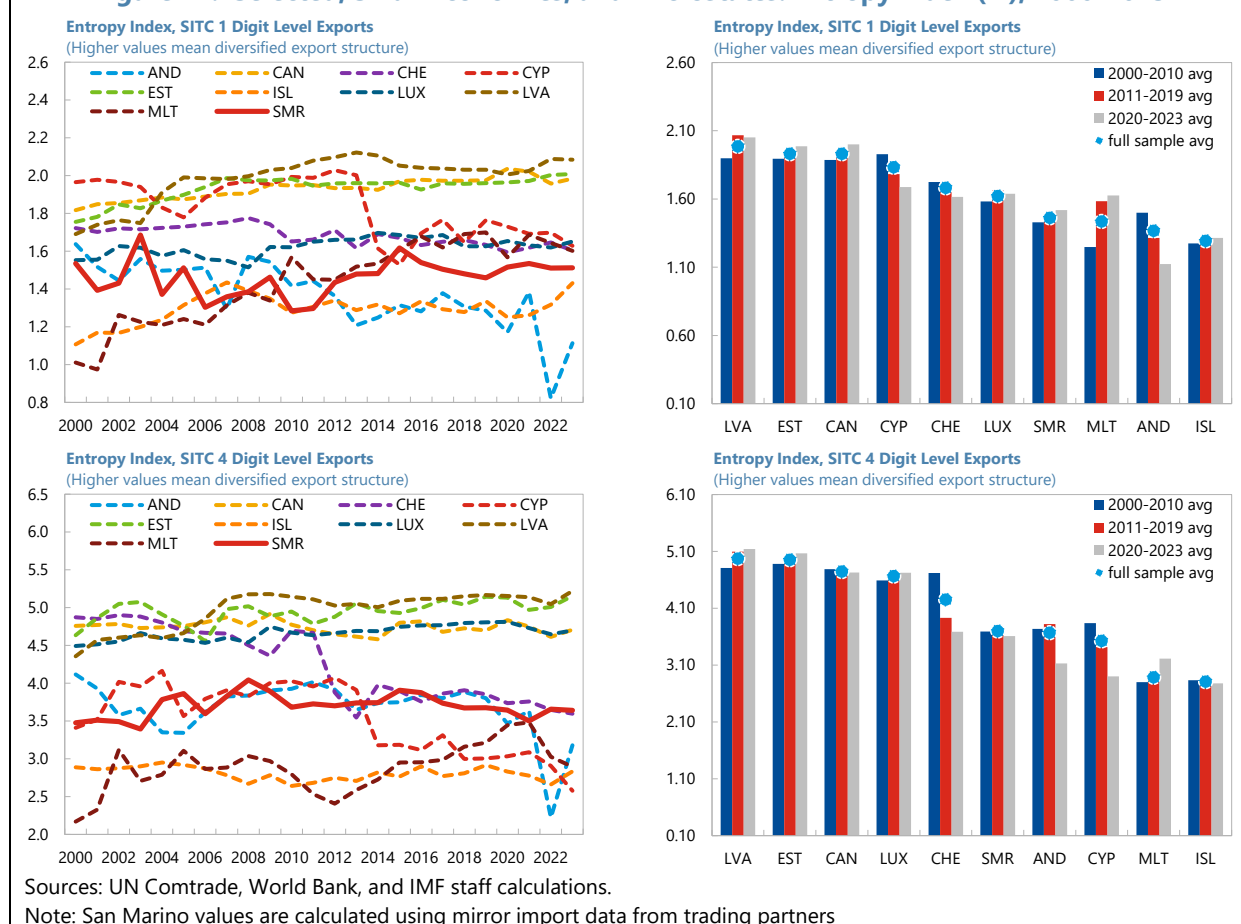 Entropy Index, SITC 1 Digit Level Exports
(Higher values mean diversified export structure)
2.6
2.4
2.2
2.0
1.8
1.6
1.4
1.2
1.0
0.8
AND CAN CHE CYP
EST ISL LUX LVA
MLT SMR
2000 2002 2004 2006 2008 2010 2012 2014 2016 2018 2020 2022
Entropy Index, SITC 1 Digit Level Exports
(Higher values mean diversified export structure)
2.60
2.10
1.60
1.10
0.60
0.10
2000-2010 avg
2011-2019 avg
2020-2023 avg
full sample avg
LVA EST CAN CYP CHE LUX SMR MLT AND ISL
Entropy Index, SITC 4 Digit Level Exports
(Higher values mean diversified export structure)
6.5
6.0
5.5
5.0
4.5
4.0
3.5
3.0
2.5
2.0
AND CAN CHE CYP
EST ISL LUX LVA
MLT SMR
2000 2002 2004 2006 2008 2010 2012 2014 2016 2018 2020 2022
Entropy Index, SITC 4 Digit Level Exports
(Higher values mean diversified export structure)
6.10
5.10
4.10
3.10
2.10
1.10
0.10
2000-2010 avg
2011-2019 avg
2020-2023 avg
full sample avg
LVA EST CAN LUX CHE SMR AND CYP MLT ISL
Sources: UN Comtrade, World Bank, and IMF staff calculations.
Note: San Marino values are calculated using mirror import data from trading partners